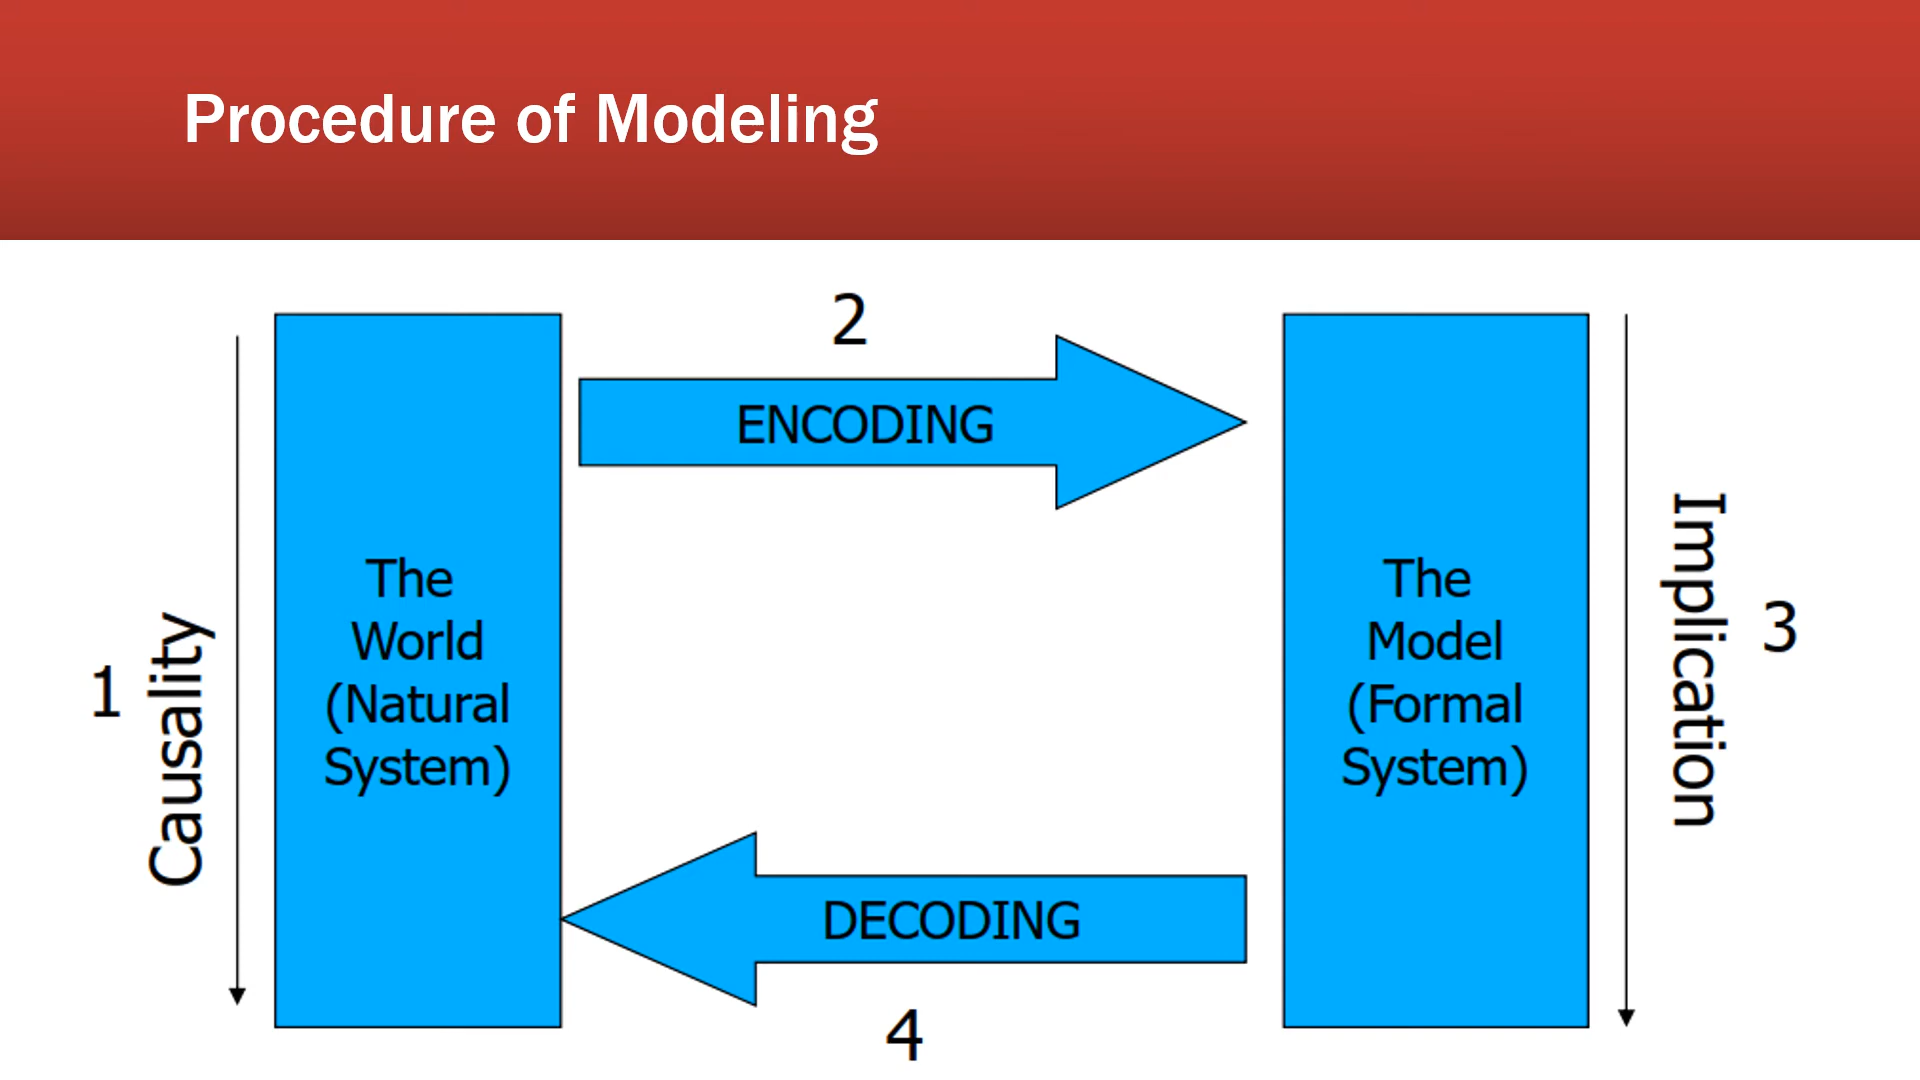 Procedure of Modeling
1
Causality
The
World
(Natural
System)
2
ENCODING
The
Model
(Formal
System)
Implication
3
DECODING
4